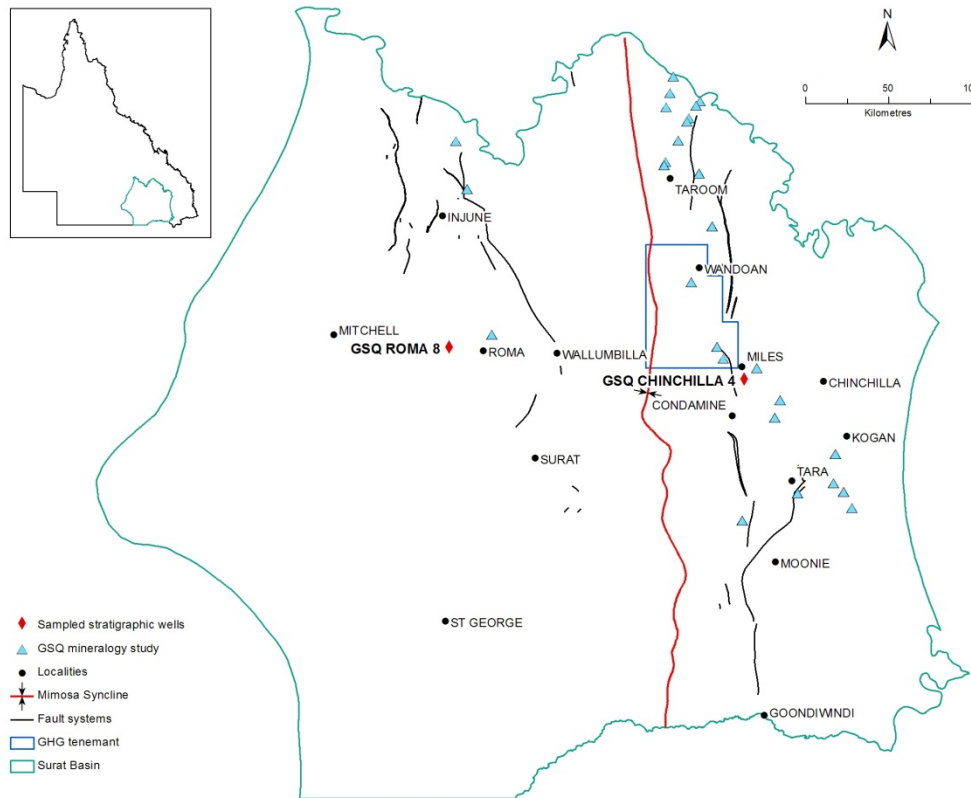 N
0 50 10
Kilometres
TAROOM
INJUNE
WANDOAN
MITCHELL
GSQ ROMA 8
ROMA
WALLUMBILLA
MILES
GSQ CHINCHILLA 4
CHINCHILLA
CONDAMINE
KOGAN
SURAT
TARA
MOONIE
ST GEORGE
GOONDIWINDI
Sampled stratigraphic wells
GSQ mineralogy study
Localities
Mimosa Syncline
Fault systems
GHG tenemant
Surat Basin